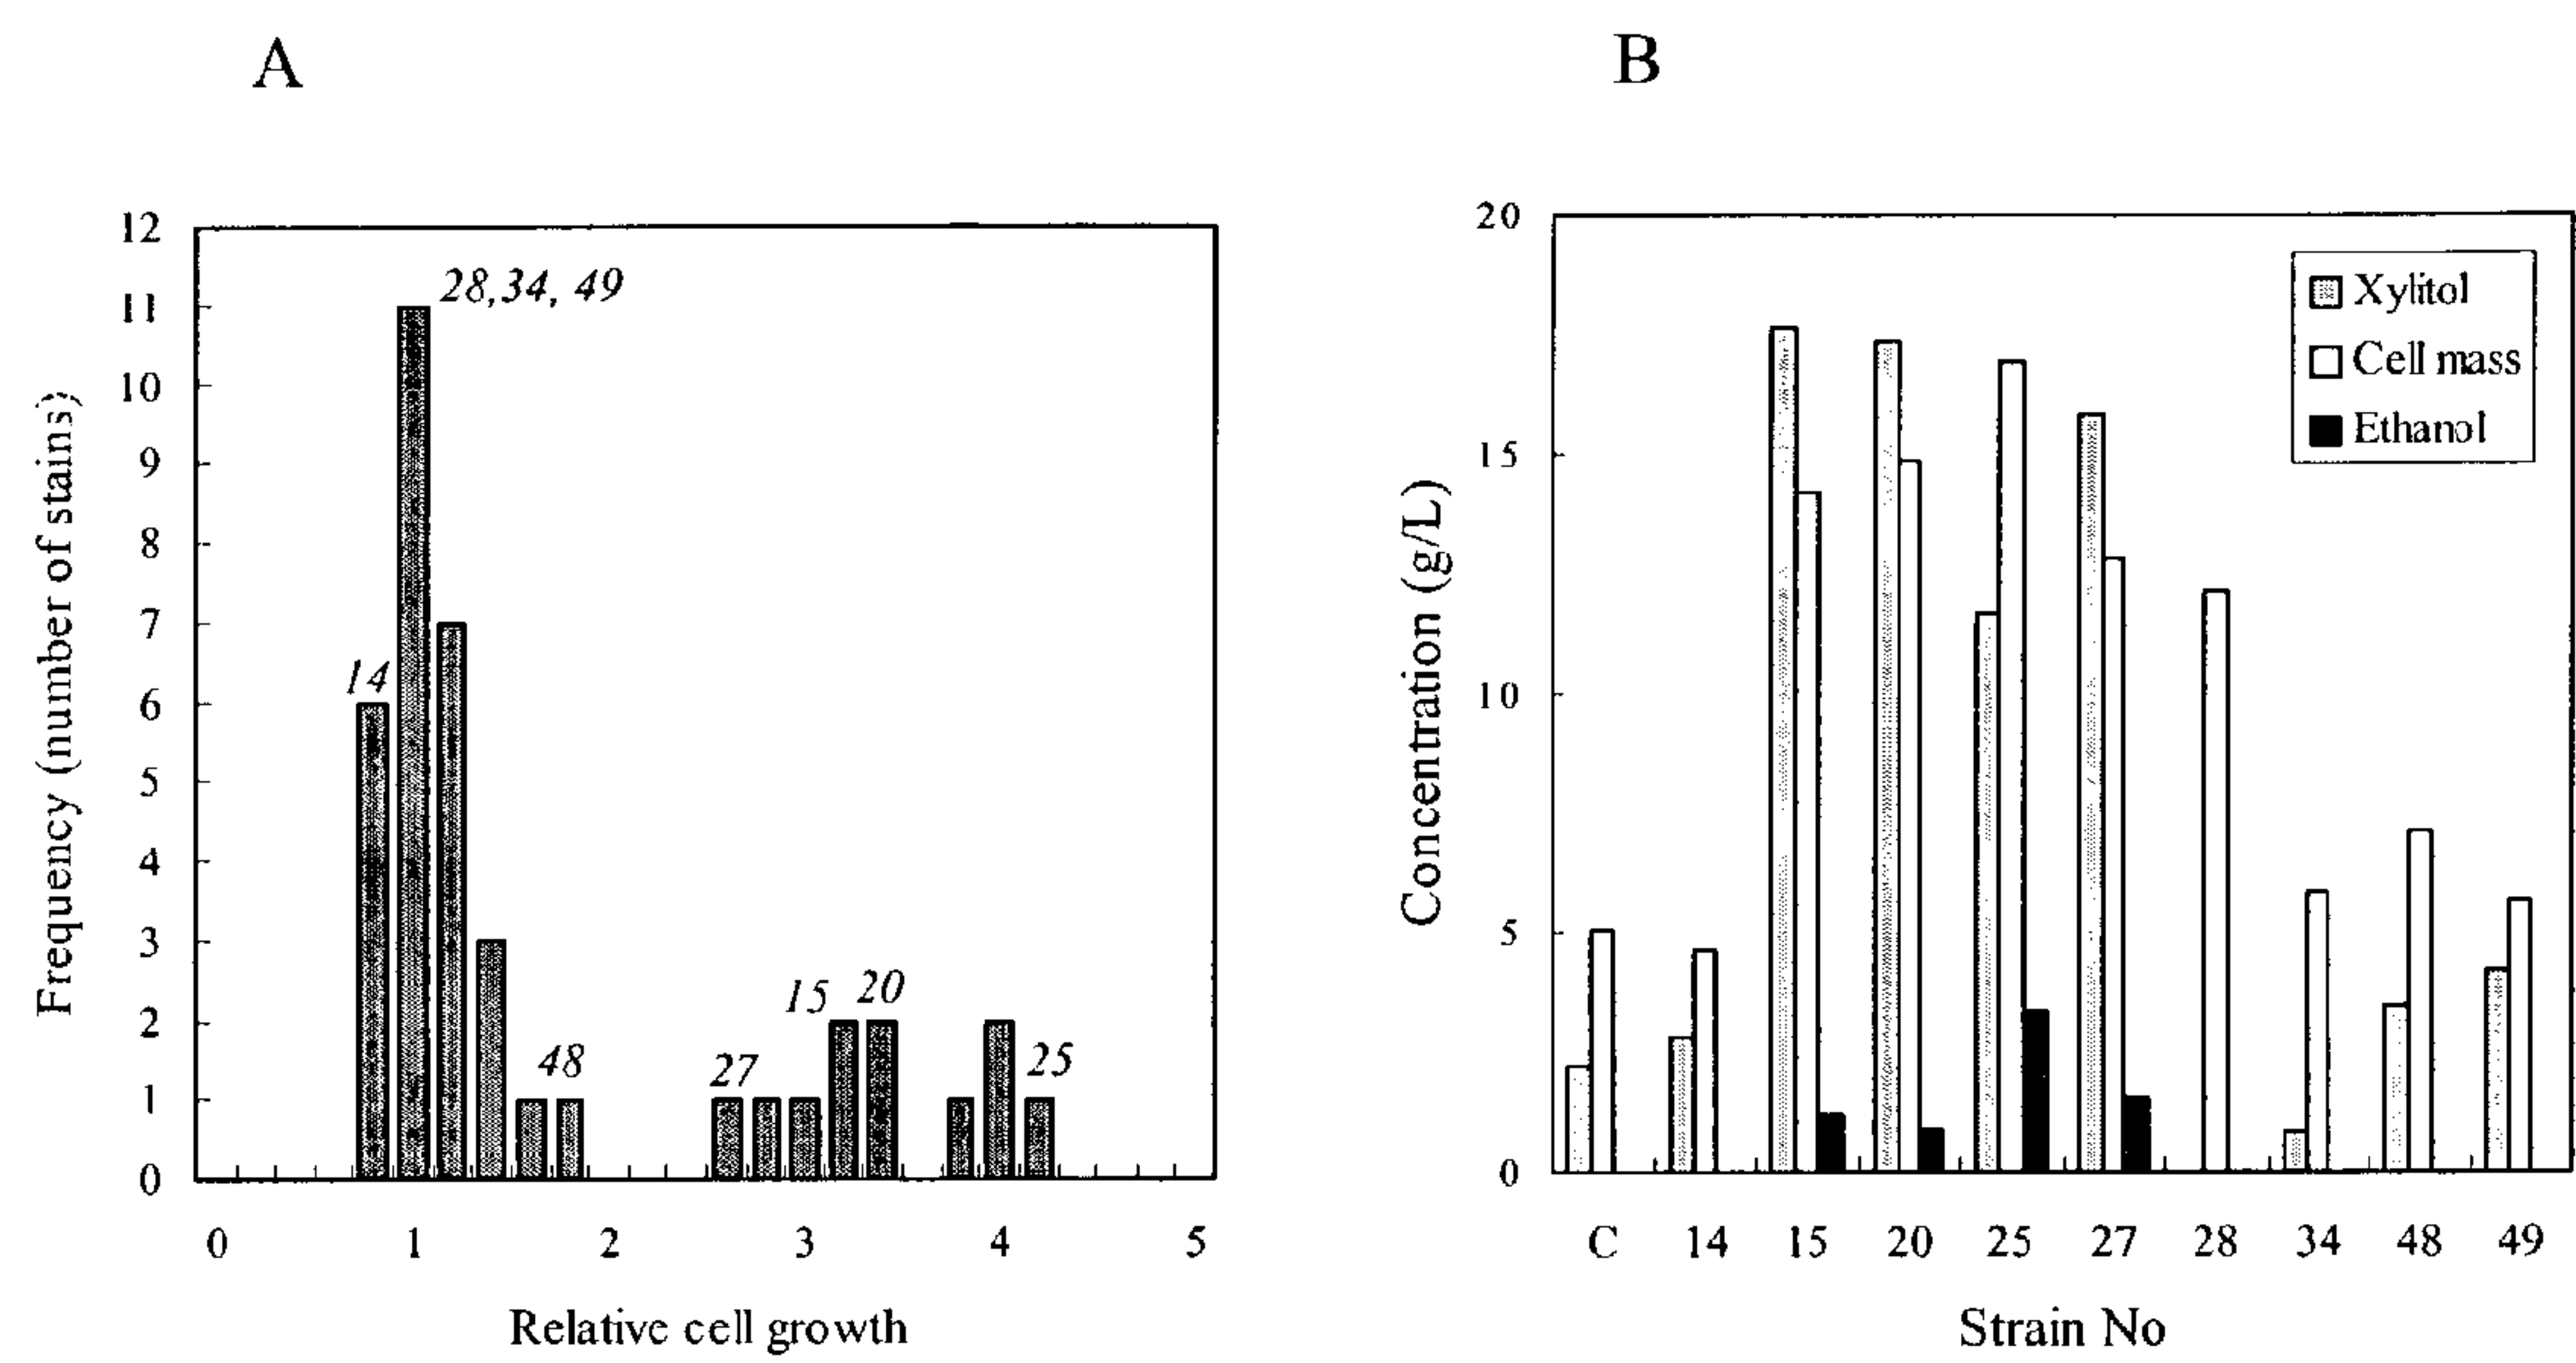 A
B
12
11
10
9
8
7
6
5
4
3
2
1
0
Frequency (number of stains)
14
28,34, 49
48
27
15
20
25
0 1 2 3 4 5
Relative cell growth
20
15
10
5
0
Concentration (g/L)
Xylitol
Cell mass
Ethanol
C 14 15 20 25 27 28 34 48 49
Strain No